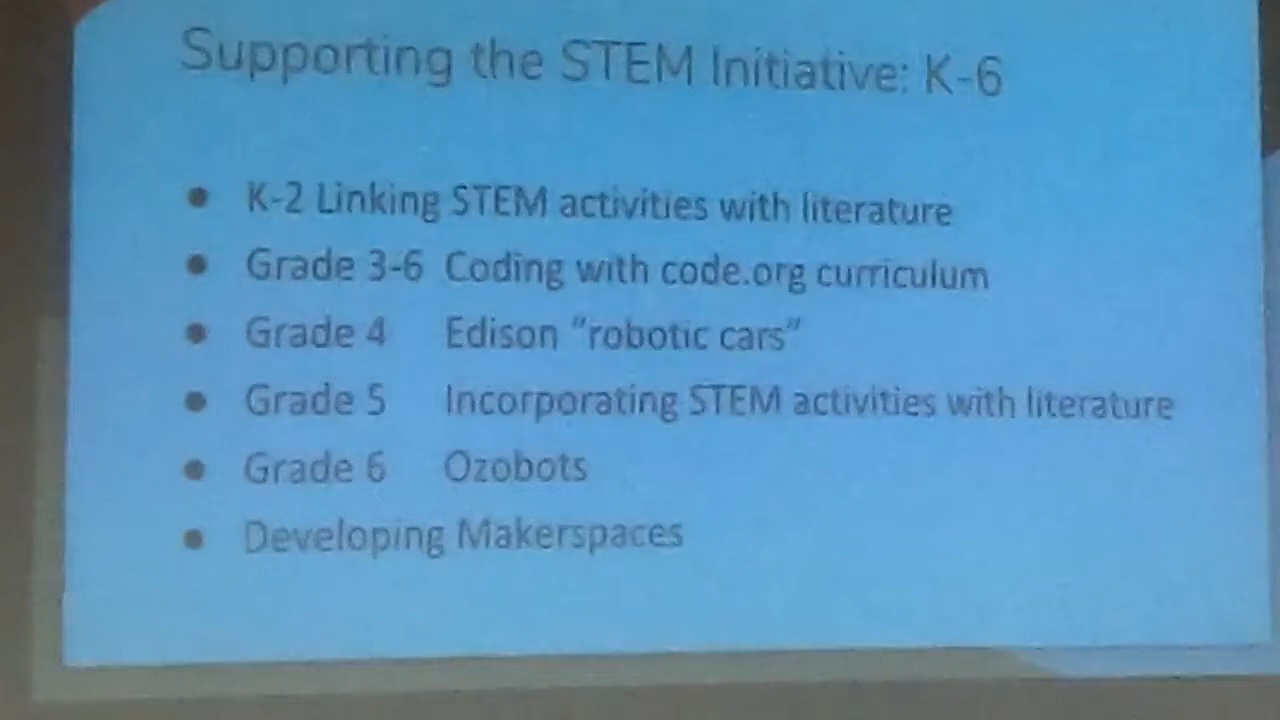 Supporting the STEM Initiative: K-6
• K-2 Linking STEM activities with literature
• Grade 3-6 Coding with code.org curriculum
• Grade 4 Edison "robotic cars"
• Grade 5 Incorporating STEM activities with literature
• Grade 6 Ozobots
• Developing Makerspaces